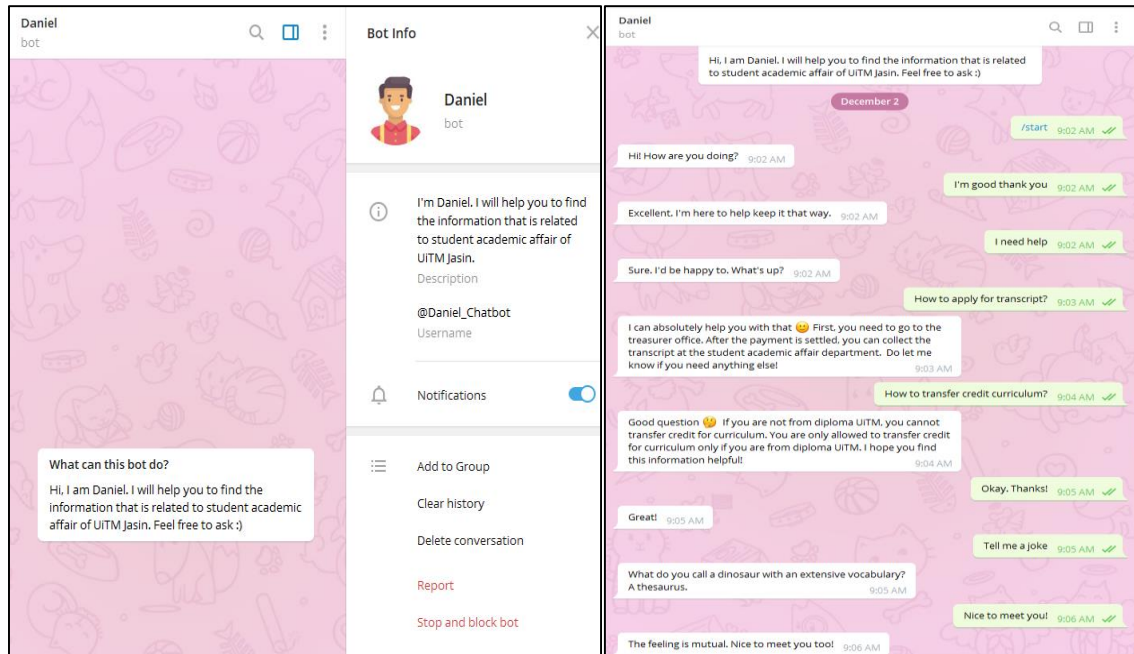 Daniel
bot
What can this bot do?
Hi, I am Daniel. I will help you to find the
information that is related to student academic
affair of UiTM Jasin. Feel free to ask :)
Bot Info
Daniel
bot
I'm Daniel. I will help you to find
the information that is related
to student academic affair of
UiTM Jasin.
Description
@Daniel_Chatbot
Username
Notifications
Add to Group
Clear history
Delete conversation
Report
Stop and block bot
Daniel
bot
Hi, I am Daniel. I will help you to find the information that is related
to student academic affair of UiTM Jasin. Feel free to ask :)
December 2
/start 9:02 AM
Hi! How are you doing? 9:02 AM
I'm good thank you 9:02 AM
Excellent. I'm here to help keep it that way. 9:02 AM
I need help 9:02 AM
Sure. I'd be happy to. What's up? 9:02 AM
How to apply for transcript? 9:03 AM
I can absolutely help you with that 🙂 First, you need to go to the
treasurer office. After the payment is settled, you can collect the
transcript at the student academic affair department. Do let me
know if you need anything else! 9:03 AM
How to transfer credit curriculum? 9:04 AM
Good question 🤔 If you are not from diploma UiTM, you cannot
transfer credit for curriculum. You are only allowed to transfer credit
for curriculum only if you are from diploma UiTM. I hope you find
this information helpful! 9:04 AM
Okay. Thanks! 9:05 AM
Great! 9:05 AM
Tell me a joke 9:05 AM
What do you call a dinosaur with an extensive vocabulary?
A thesaurus. 9:05 AM
Nice to meet you! 9:06 AM
The feeling is mutual. Nice to meet you too! 9:06 AM